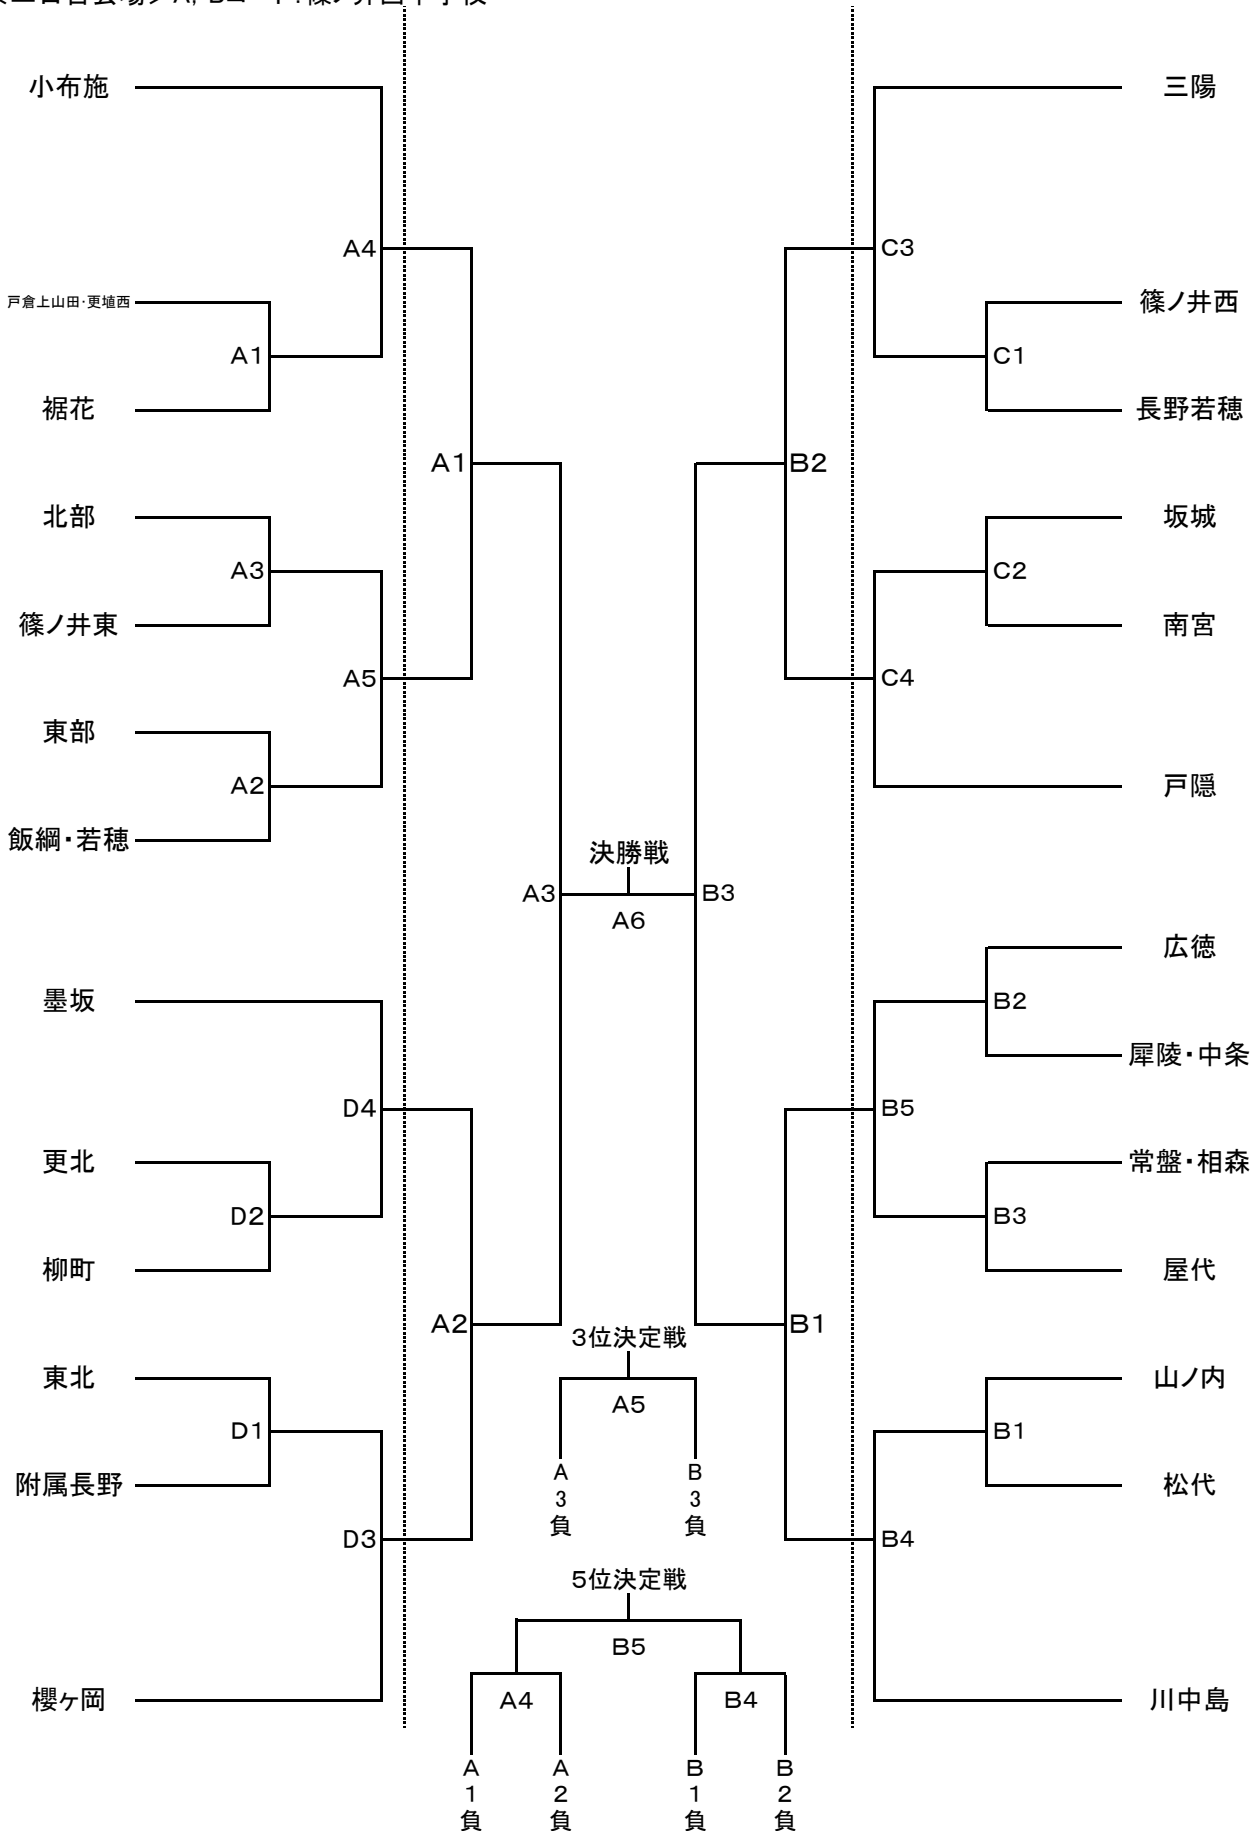 小布施
三陽
A4
C3
戸倉上山田・更埴西
篠ノ井西
A1
C1
裾花
長野若穂
A1
B2
北部
坂城
A3
C2
篠ノ井東
南宮
A5
C4
東部
A2
戸隠
飯綱・若穂
決勝戦
A3
B3
A6
広徳
墨坂
B2
犀陵・中条
D4
B5
更北
常盤・相森
D2
B3
柳町
屋代
A2
B1
3位決定戦
東北
山ノ内
A5
D1
B1
附属長野
松代
A3負
B3負
D3
B4
5位決定戦
B5
櫻ヶ岡
A4
B4
川中島
A1負
A2負
B1負
B2負